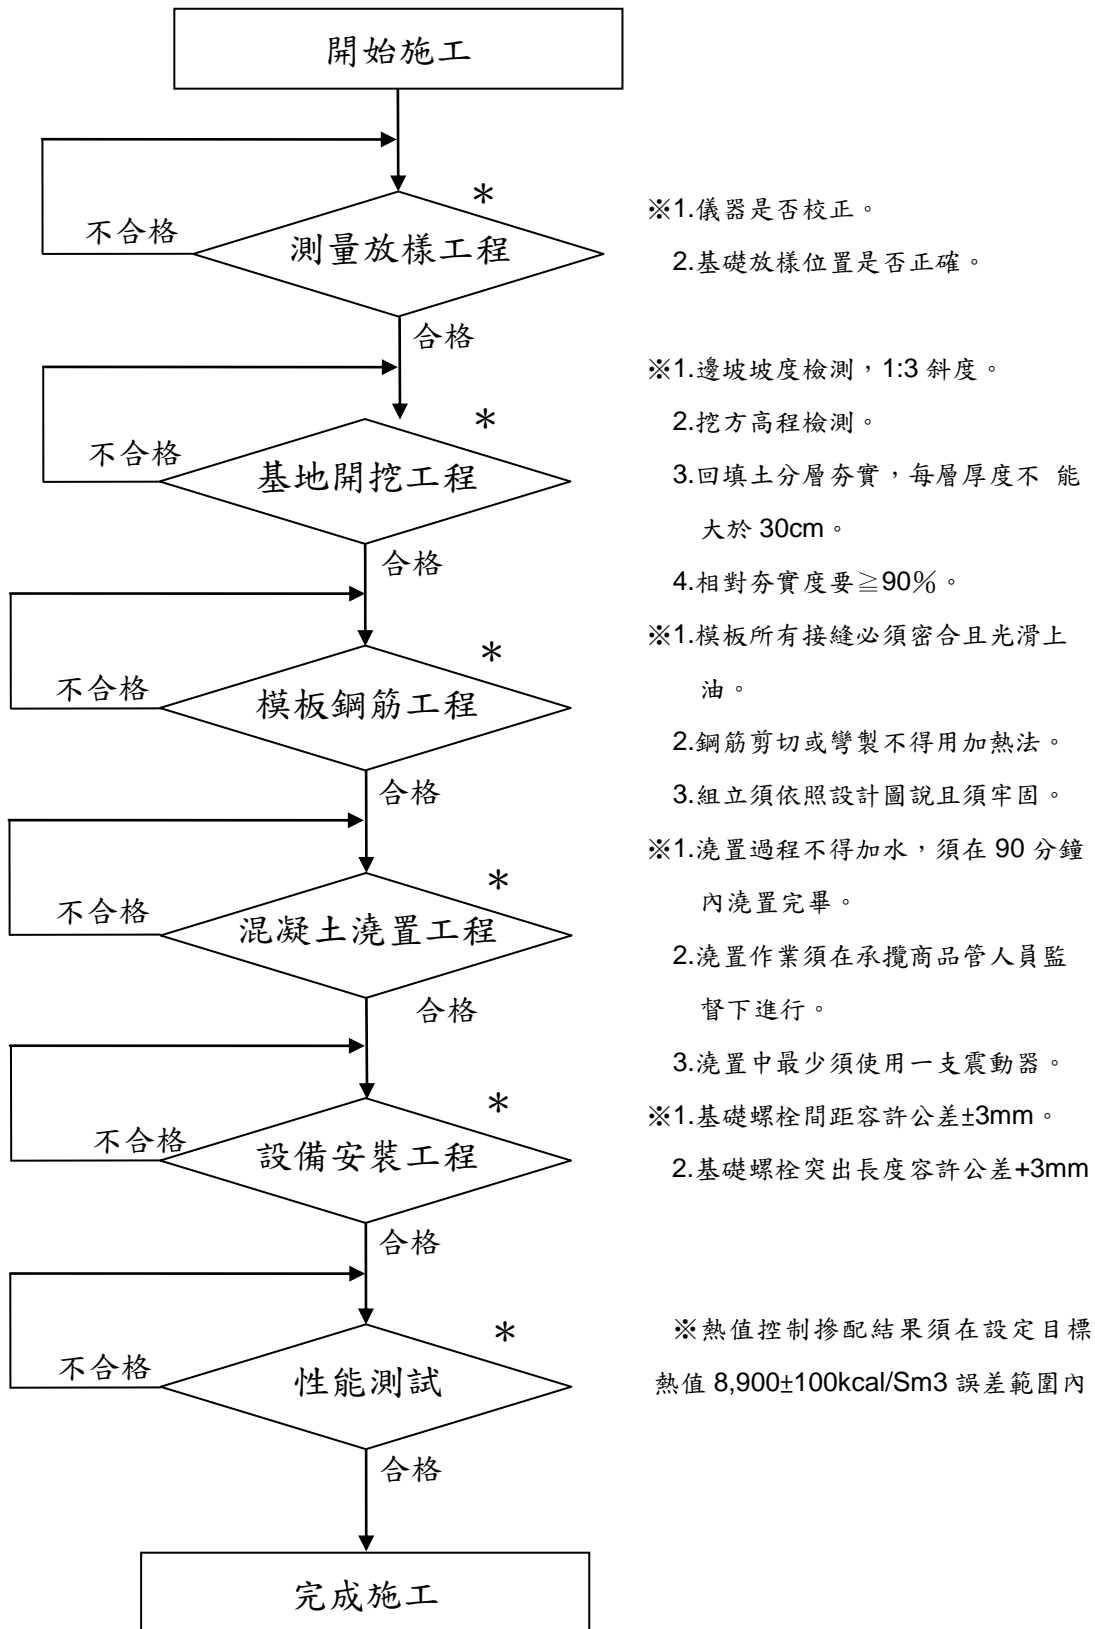 開始施工
*
不合格
測量放樣工程
※1.儀器是否校正。
2.基礎放樣位置是否正確。
合格
*
不合格
基地開挖工程
※1.邊坡坡度檢測，1:3 斜度。
2.挖方高程檢測。
3.回填土分層夯實，每層厚度不 能
大於 30cm。
4.相對夯實度要≧90％。
合格
*
不合格
模板鋼筋工程
※1.模板所有接縫必須密合且光滑上
油。
2.鋼筋剪切或彎製不得用加熱法。
3.組立須依照設計圖說且須牢固。
合格
*
不合格
混凝土澆置工程
※1.澆置過程不得加水，須在 90 分鐘
內澆置完畢。
2.澆置作業須在承攬商品管人員監
督下進行。
3.澆置中最少須使用一支震動器。
合格
*
不合格
設備安裝工程
※1.基礎螺栓間距容許公差±3mm。
2.基礎螺栓突出長度容許公差+3mm
合格
*
不合格
性能測試
※熱值控制摻配結果須在設定目標
熱值 8,900±100kcal/Sm3 誤差範圍內
合格
完成施工